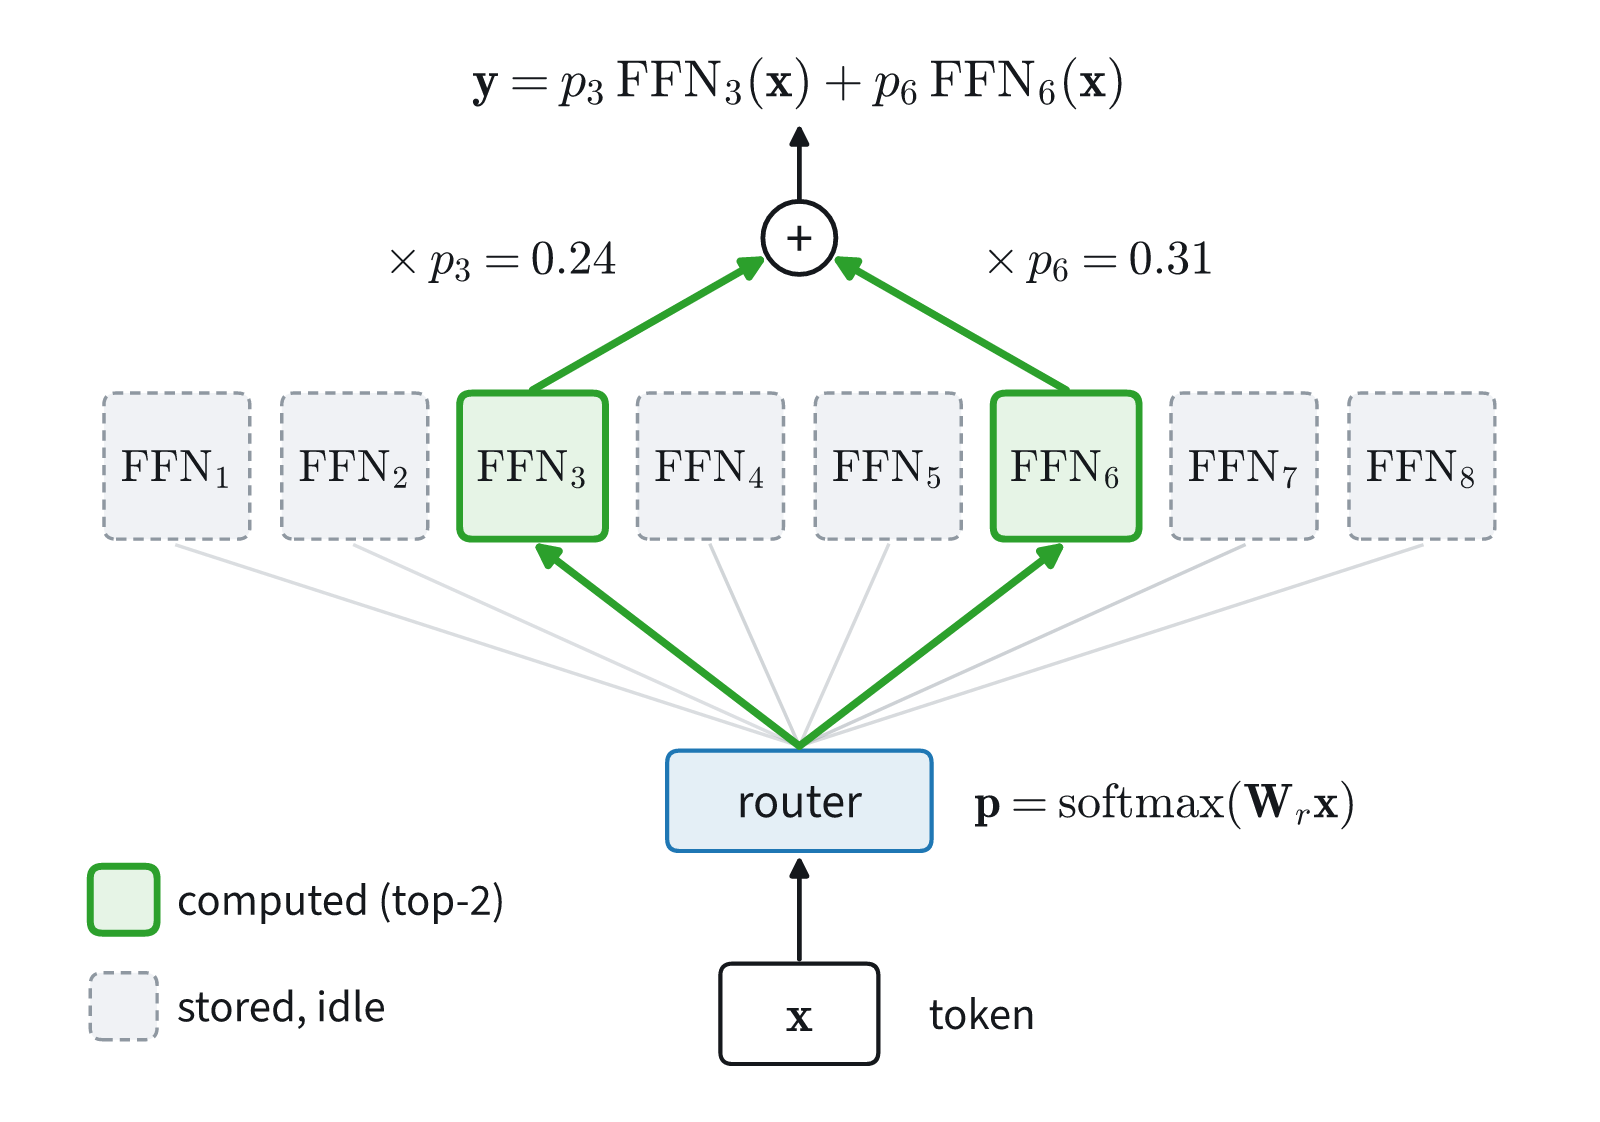 y = p₃ FFN₃(x) + p₆ FFN₆(x)
+
× p₃ = 0.24
× p₆ = 0.31
FFN₁
FFN₂
FFN₃
FFN₄
FFN₅
FFN₆
FFN₇
FFN₈
router
p = softmax(Wᵣx)
computed (top-2)
stored, idle
x
token